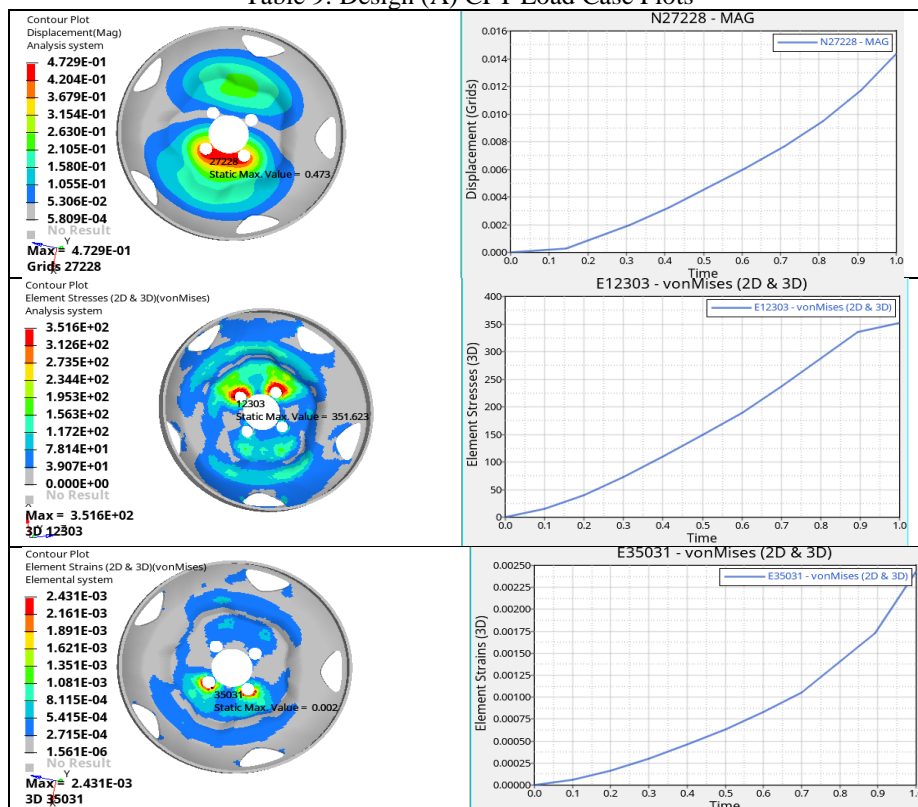 Table 9: Design (A) CFT Load Case Plots
Contour Plot
Displacement(Mag)
Analysis system
4.729E-01
4.204E-01
3.679E-01
3.154E-01
2.630E-01
2.105E-01
1.580E-01
1.055E-01
5.306E-02
5.809E-04
No Result
Y
Max = 4.729E-01
Grids 27228
27228
Static Max. Value = 0.473
N27228 - MAG
N27228 - MAG
Displacement (Grids)
0.016
0.014
0.012
0.010
0.008
0.006
0.004
0.002
0.000
0.0 0.1 0.2 0.3 0.4 0.5 0.6 0.7 0.8 0.9 1.0
Time
Contour Plot
Element Stresses (2D & 3D)(vonMises)
Analysis system
3.516E+02
3.126E+02
2.735E+02
2.344E+02
1.953E+02
1.563E+02
1.172E+02
7.814E+01
3.907E+01
0.000E+00
No Result
Max = 3.516E+02
3D 12303
12303
Static Max. Value = 351.623
E12303 - vonMises (2D & 3D)
E12303 - vonMises (2D & 3D)
Element Stresses (3D)
400
350
300
250
200
150
100
50
0
0.0 0.1 0.2 0.3 0.4 0.5 0.6 0.7 0.8 0.9 1.0
Time
Contour Plot
Element Strains (2D & 3D)(vonMises)
Elemental system
2.431E-03
2.161E-03
1.891E-03
1.621E-03
1.351E-03
1.081E-03
8.115E-04
5.415E-04
2.715E-04
1.561E-06
No Result
Y
Max = 2.431E-03
3D 35031
35031
Static Max. Value = 0.002
E35031 - vonMises (2D & 3D)
E35031 - vonMises (2D & 3D)
Element Strains (3D)
0.00250
0.00225
0.00200
0.00175
0.00150
0.00125
0.00100
0.00075
0.00050
0.00025
0.00000
0.0 0.1 0.2 0.3 0.4 0.5 0.6 0.7 0.8 0.9 1.0
Time